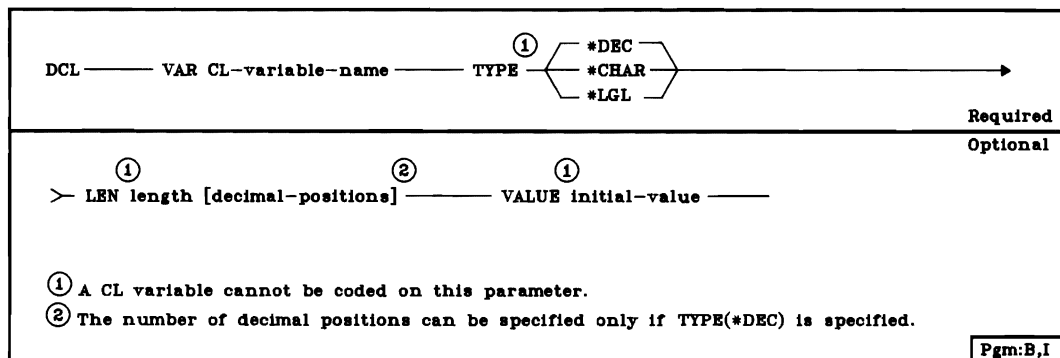 ① *DEC
DCL VAR CL-variable-name TYPE *CHAR
*LGL
Required
Optional
① ② ①
LEN length [decimal-positions] VALUE initial-value
① A CL variable cannot be coded on this parameter.
② The number of decimal positions can be specified only if TYPE(*DEC) is specified.
Pgm:B,I